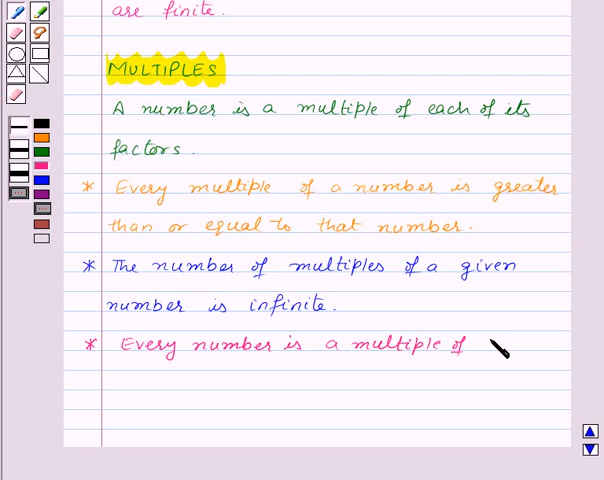 are finite.
MULTIPLES
A number is a multiple of each of its
factors.
* Every multiple of a number is greater
than or equal to that number.
* The number of multiples of a given
number is infinite.
* Every number is a multiple of